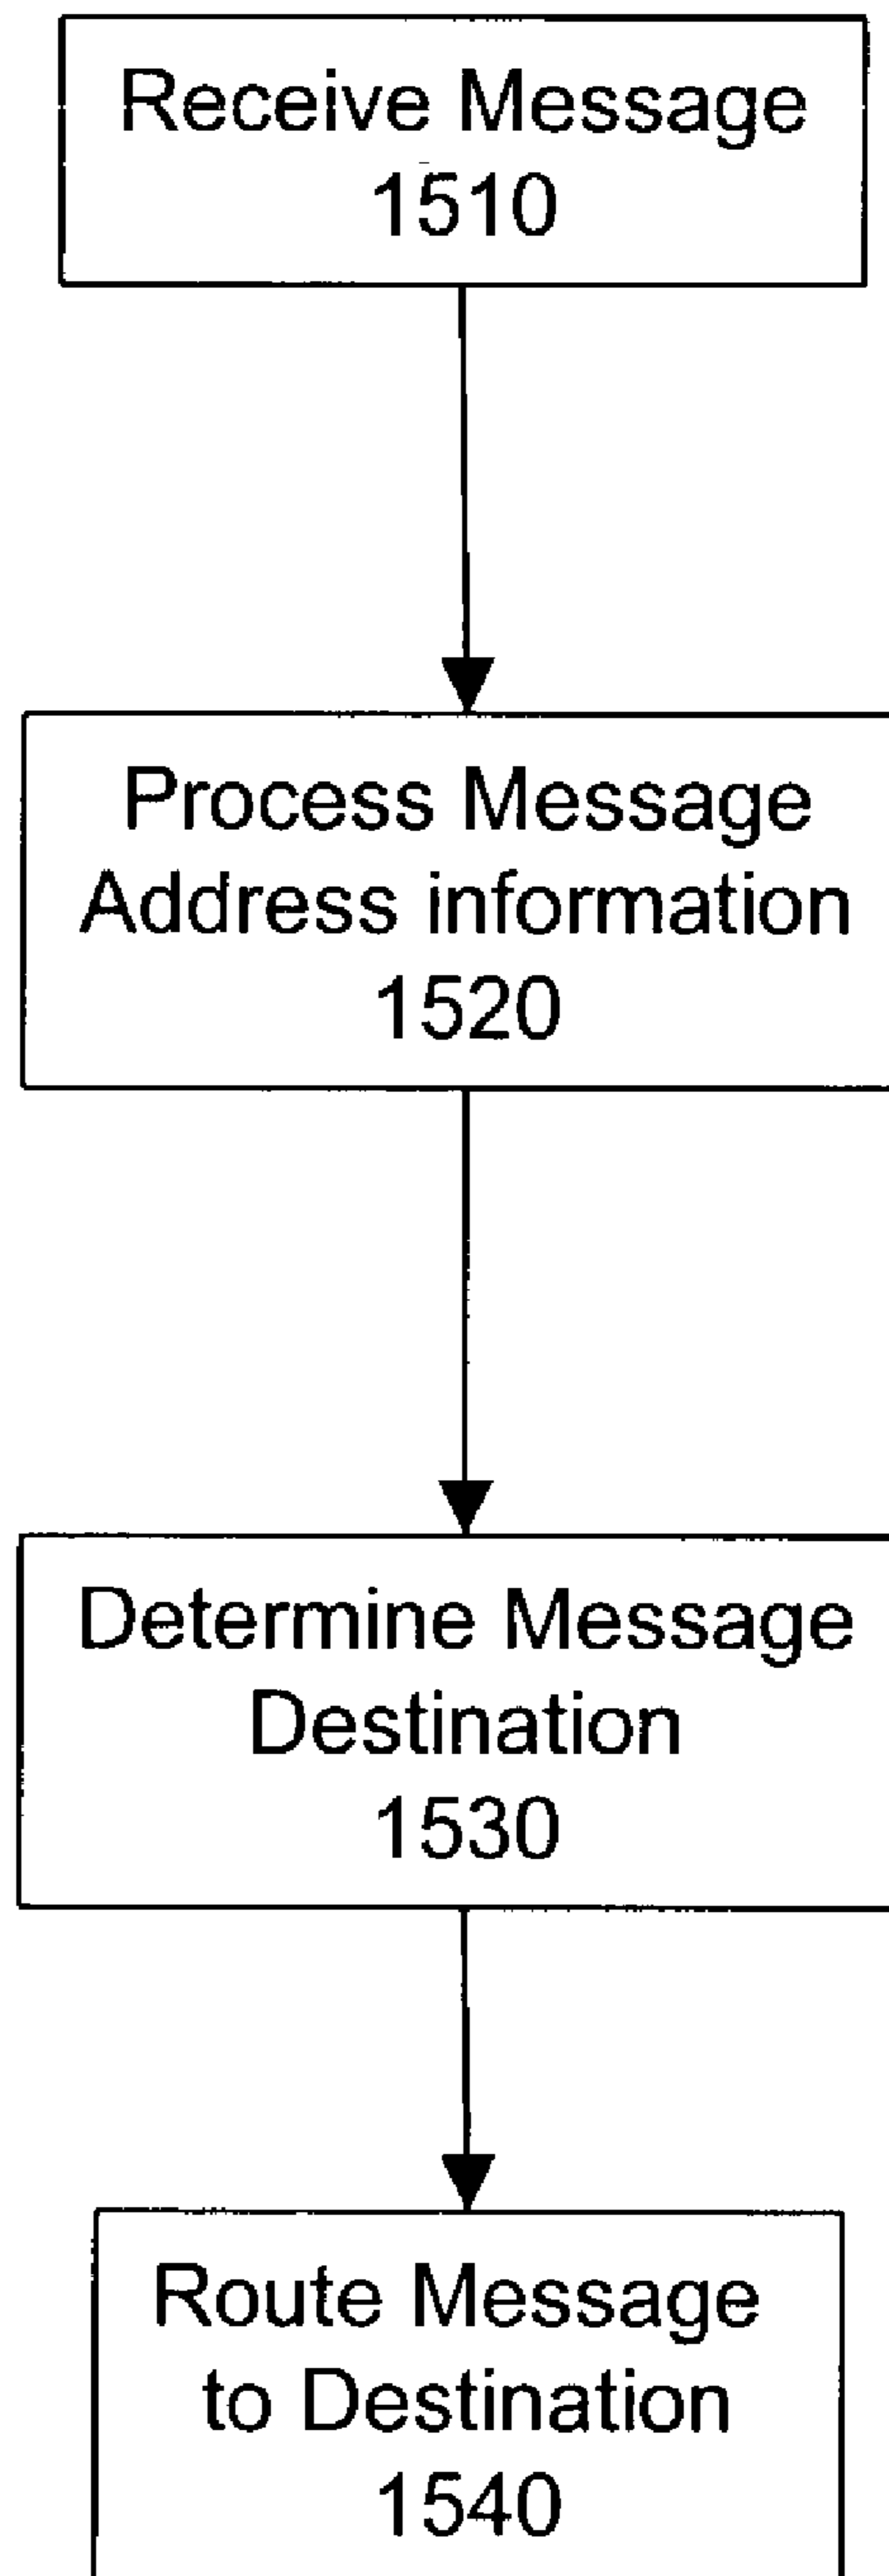 Receive Message
1510
Process Message
Address information
1520
Determine Message
Destination
1530
Route Message
to Destination
1540